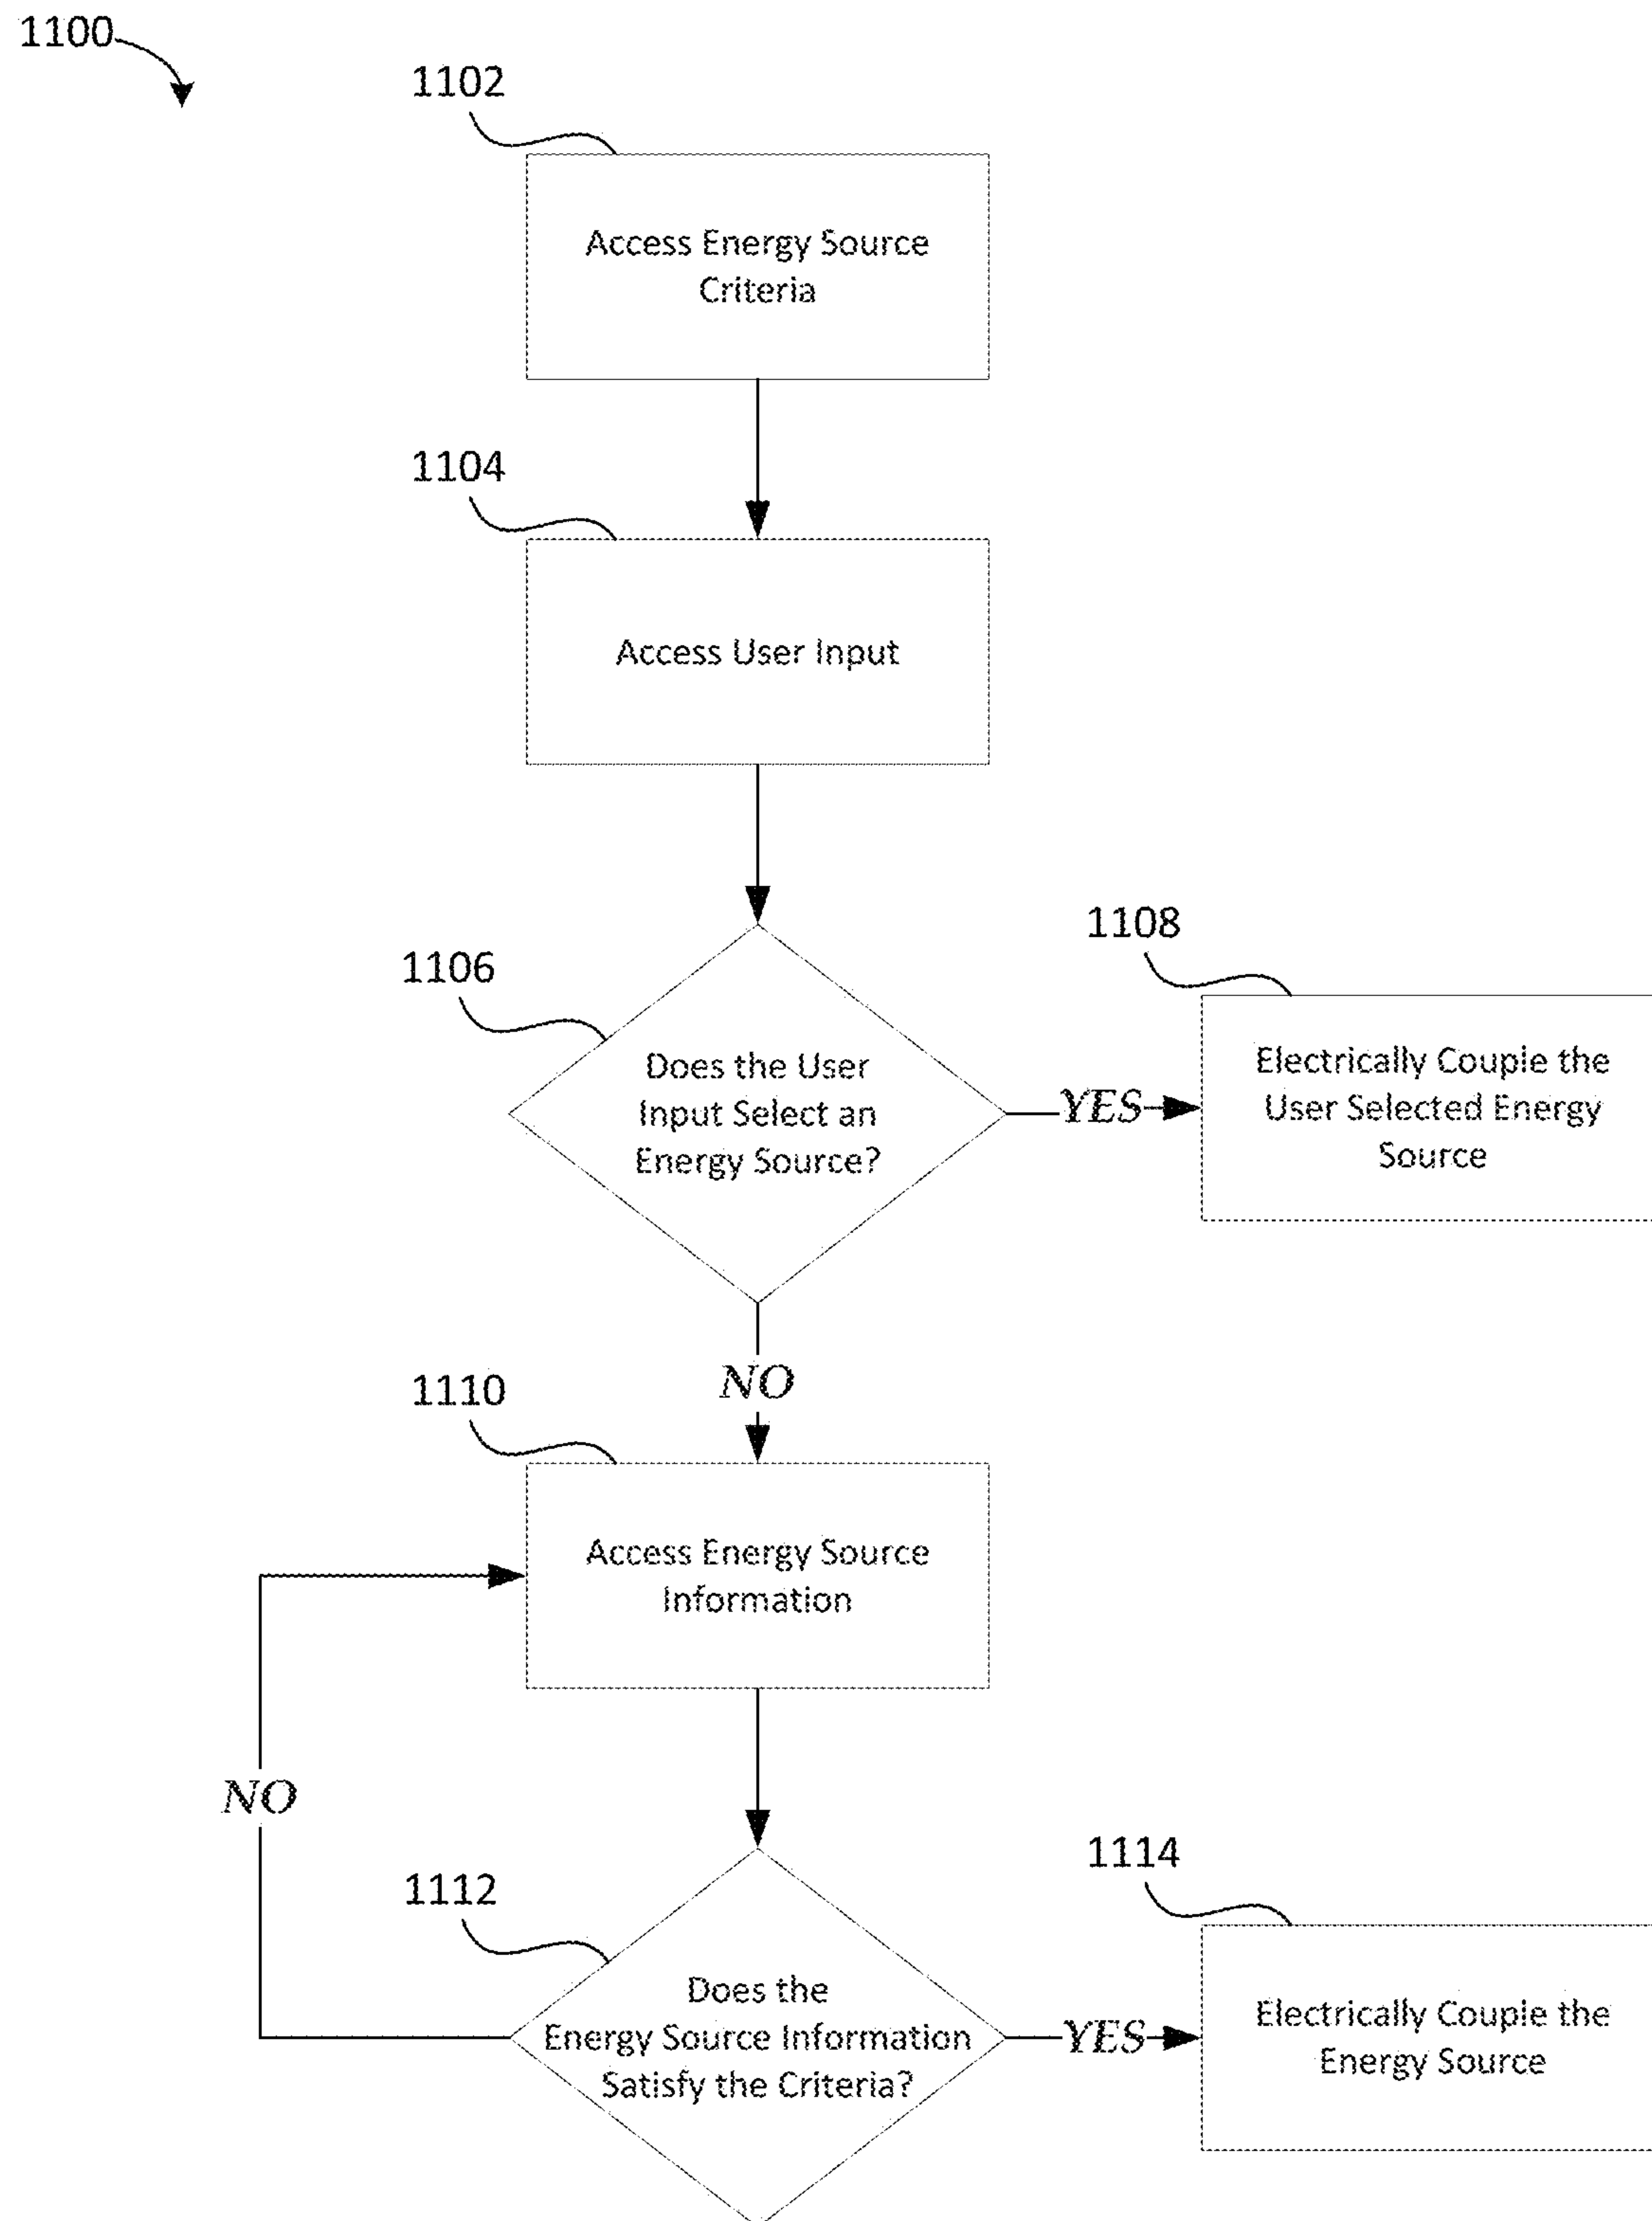 1100
1102
Access Energy Source
Criteria
1104
Access User Input
1106
Does the User
Input Select an
Energy Source?
YES
1108
Electrically Couple the
User Selected Energy
Source
NO
1110
Access Energy Source
Information
NO
1112
Does the
Energy Source Information
Satisfy the Criteria?
YES
1114
Electrically Couple the
Energy Source